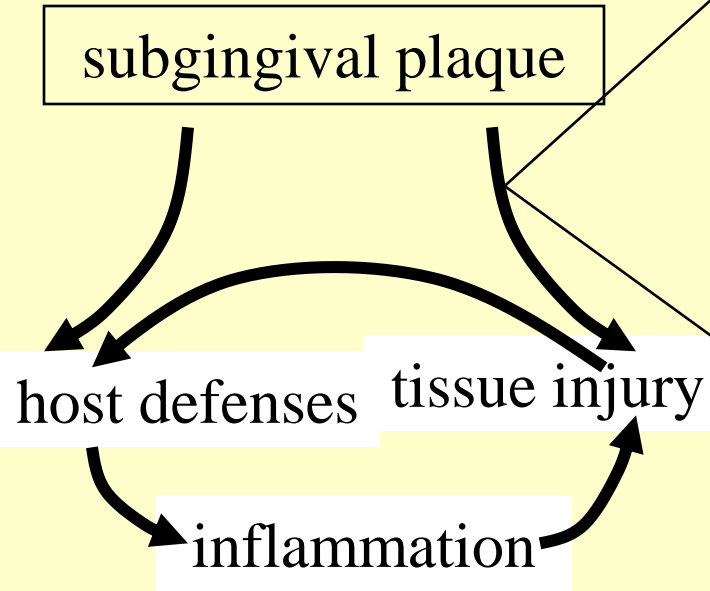 subgingival plaque
host defenses
tissue injury
inflammation